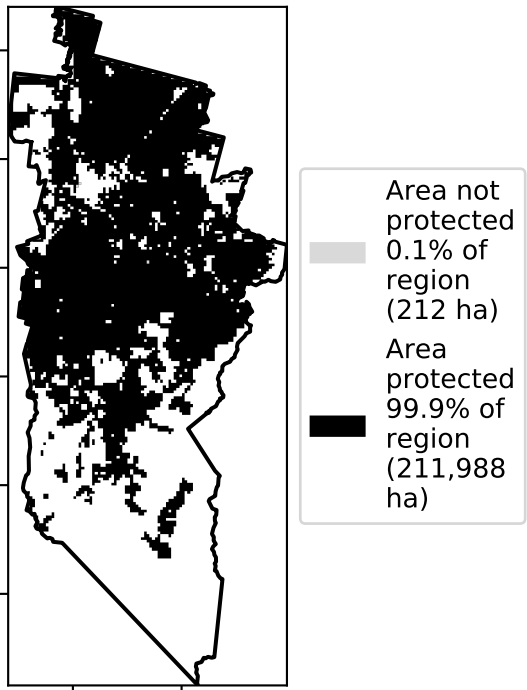 Area not
protected
0.1% of
region
(212 ha)
Area
protected
99.9% of
region
(211,988
ha)